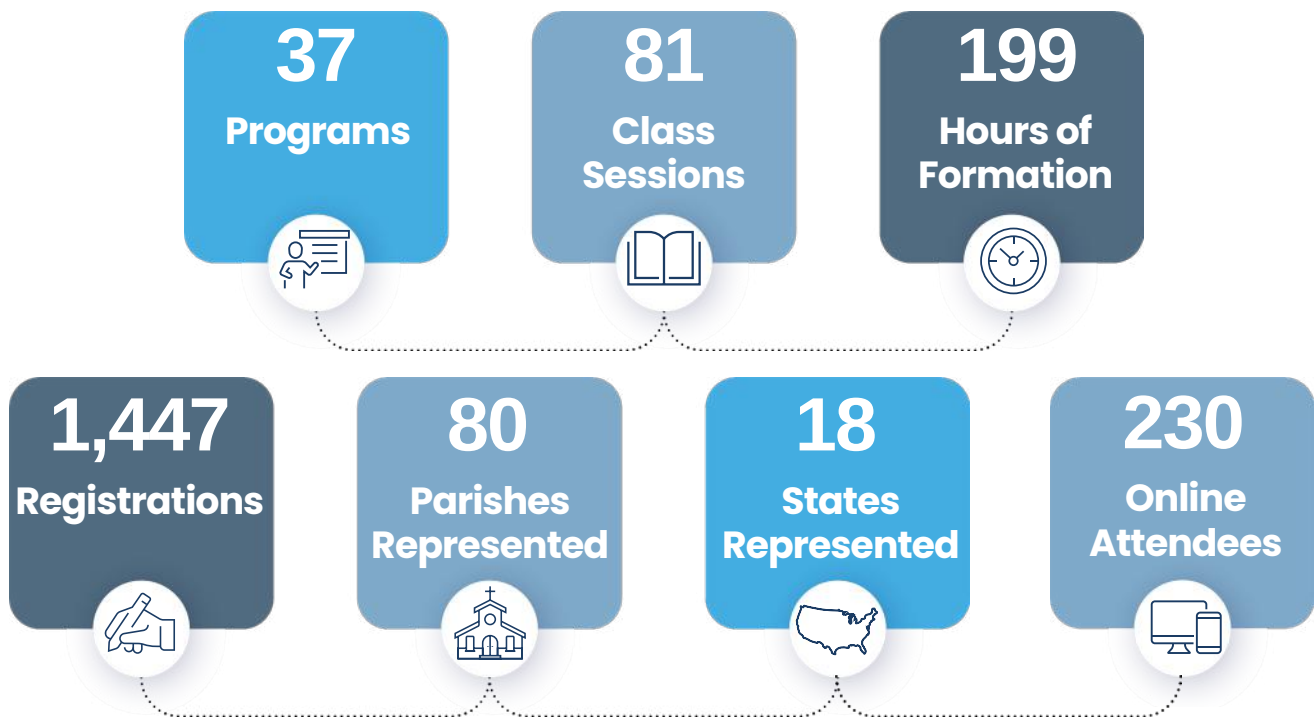 37
Programs
81
Class
Sessions
199
Hours of
Formation
1,447
Registrations
80
Parishes
Represented
18
States
Represented
230
Online
Attendees